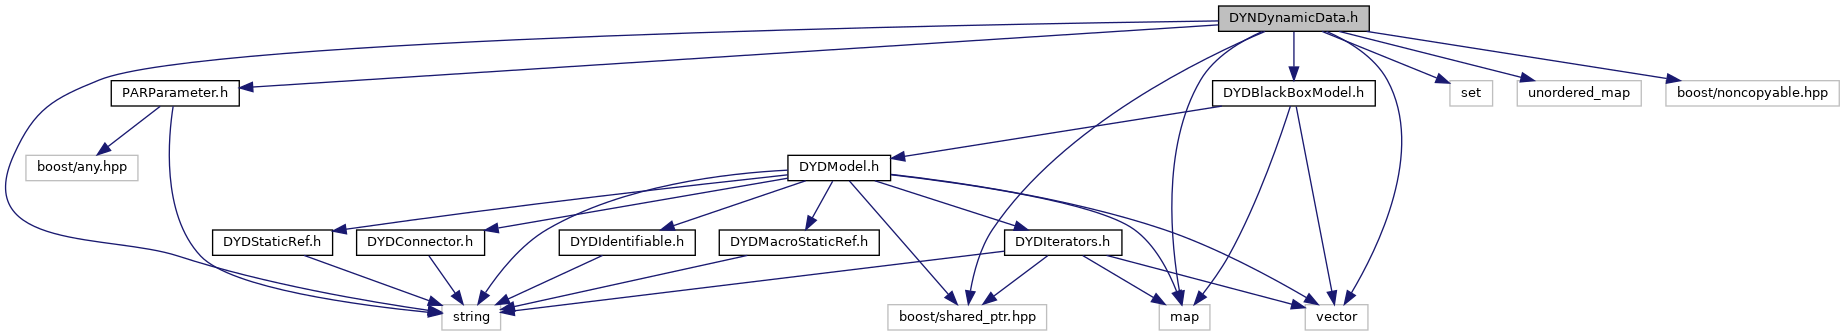 DYNDynamicData.h
PARParameter.h
DYDBlackBoxModel.h
set
unordered_map
boost/noncopyable.hpp
boost/any.hpp
DYDModel.h
DYDStaticRef.h
DYDConnector.h
DYDIdentifiable.h
DYDMacroStaticRef.h
DYDIterators.h
string
boost/shared_ptr.hpp
map
vector